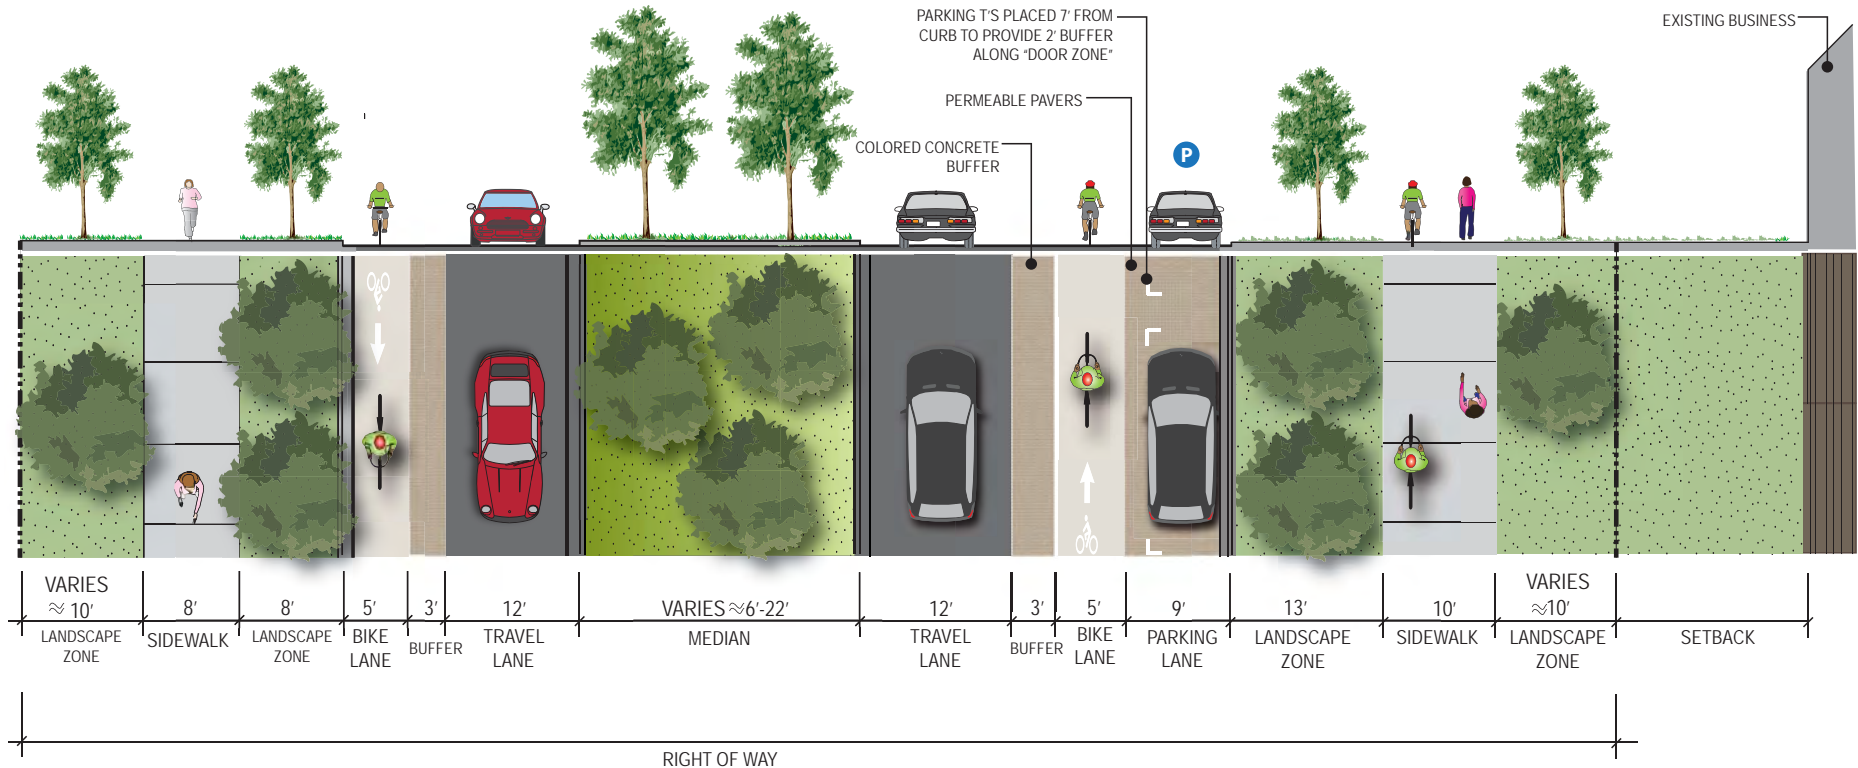 PARKING T'S PLACED 7' FROM
CURB TO PROVIDE 2' BUFFER
ALONG "DOOR ZONE"
EXISTING BUSINESS
PERMEABLE PAVERS
COLORED CONCRETE
BUFFER
P
VARIES
≈ 10'
8'
8'
5'
3'
12'
VARIES ≈6'-22'
12'
3'
5'
9'
13'
10'
VARIES
≈10'
LANDSCAPE
ZONE
SIDEWALK
LANDSCAPE
ZONE
BIKE
LANE
BUFFER
TRAVEL
LANE
MEDIAN
TRAVEL
LANE
BUFFER
BIKE
LANE
PARKING
LANE
LANDSCAPE
ZONE
SIDEWALK
LANDSCAPE
ZONE
SETBACK
RIGHT OF WAY